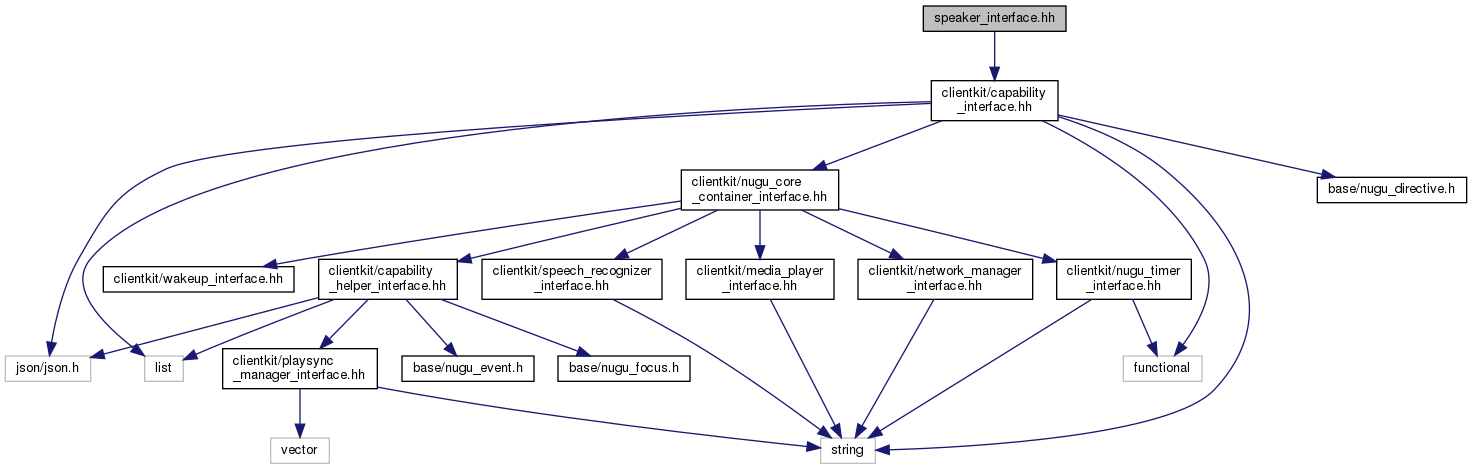 speaker_interface.hh
clientkit/capability
_interface.hh
clientkit/nugu_core
_container_interface.hh
base/nugu_directive.h
clientkit/wakeup_interface.hh
clientkit/capability
_helper_interface.hh
clientkit/speech_recognizer
_interface.hh
clientkit/media_player
_interface.hh
clientkit/network_manager
_interface.hh
clientkit/nugu_timer
_interface.hh
json/json.h
list
clientkit/playsync
_manager_interface.hh
base/nugu_event.h
base/nugu_focus.h
functional
vector
string